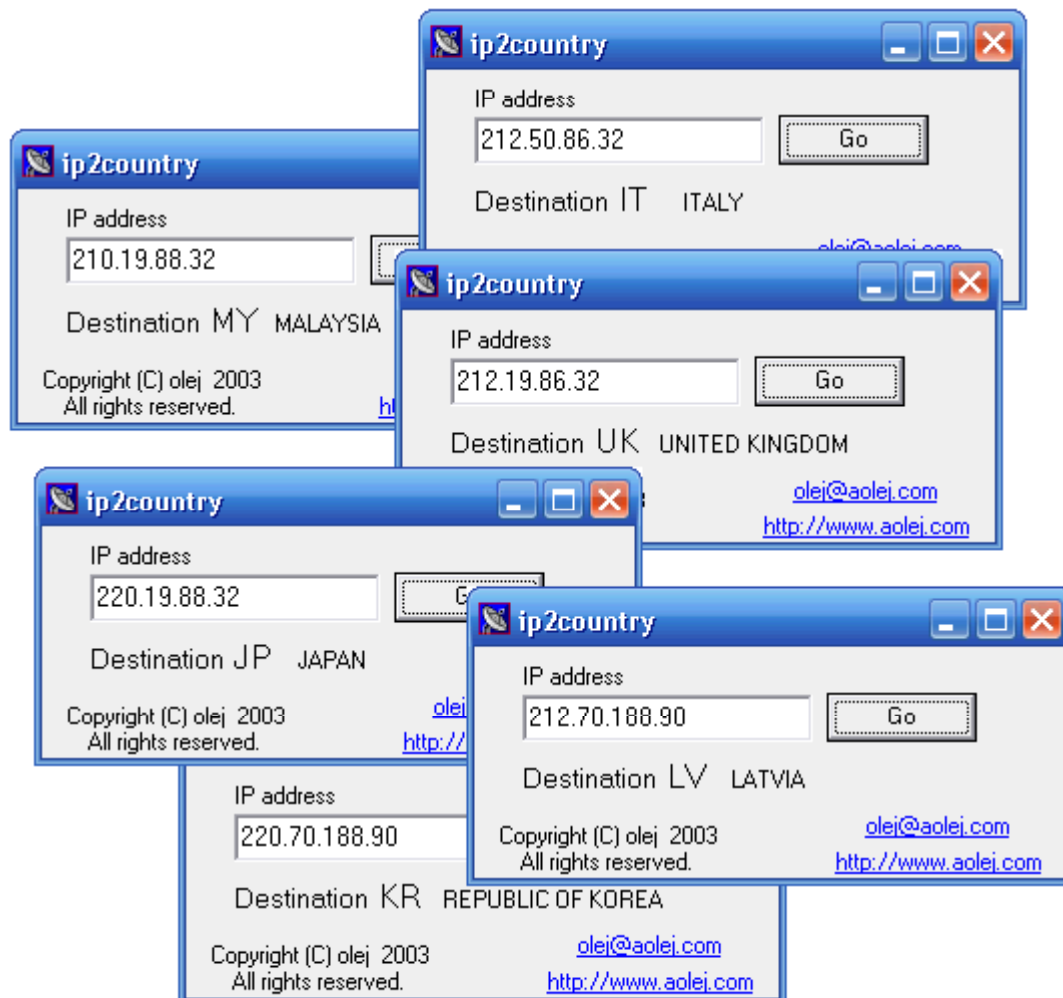 ip2country
IP address
212.50.86.32 Go
Destination IT ITALY
olej@aolej.com
ip2country
IP address
210.19.88.32
Destination MY MALAYSIA
Copyright (C) olej 2003
All rights reserved.
ip2country
IP address
212.19.86.32 Go
Destination UK UNITED KINGDOM
olej@aolej.com
http://www.aolej.com
ip2country
IP address
220.19.88.32
Destination JP JAPAN
Copyright (C) olej 2003
olej
All rights reserved.
http://
ip2country
IP address
212.70.188.90 Go
Destination LV LATVIA
Copyright (C) olej 2003
olej@aolej.com
All rights reserved.
http://www.aolej.com
IP address
220.70.188.90
Destination KR REPUBLIC OF KOREA
Copyright (C) olej 2003
olej@aolej.com
All rights reserved.
http://www.aolej.com